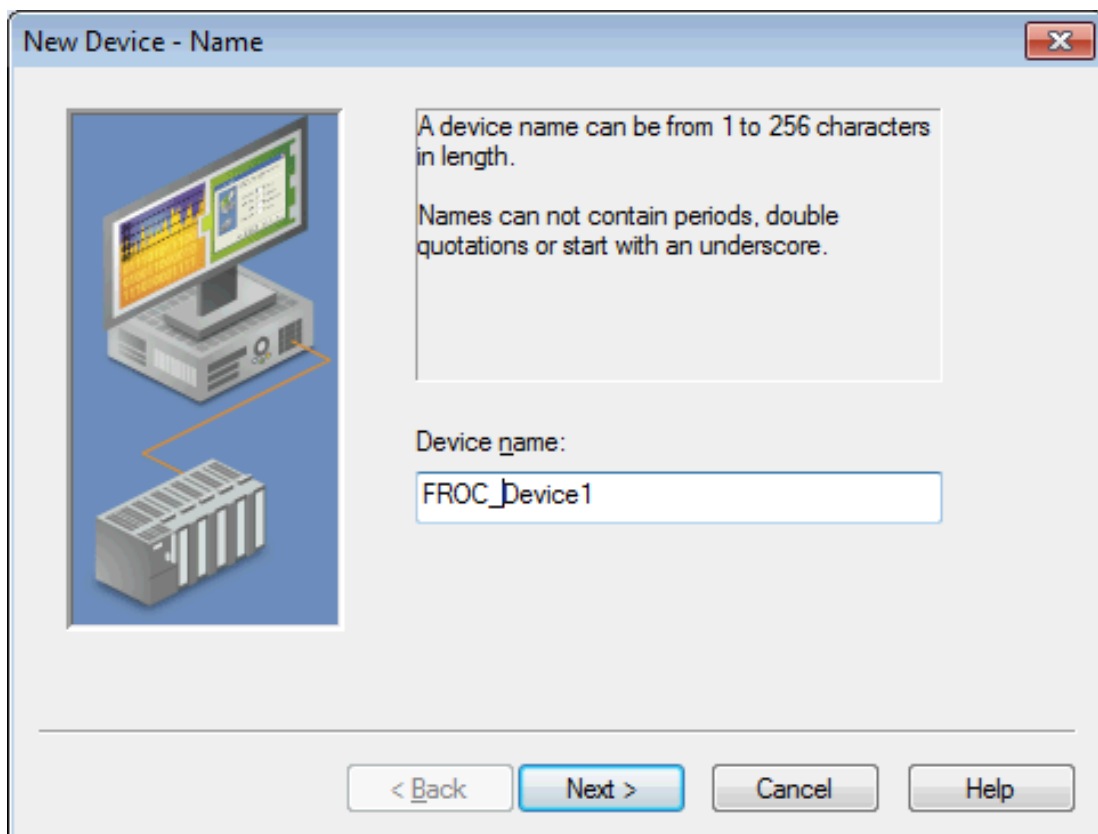 New Device - Name
A device name can be from 1 to 256 characters
in length.
Names can not contain periods, double
quotations or start with an underscore.
Device name:
FROC_Device1
< Back
Next >
Cancel
Help